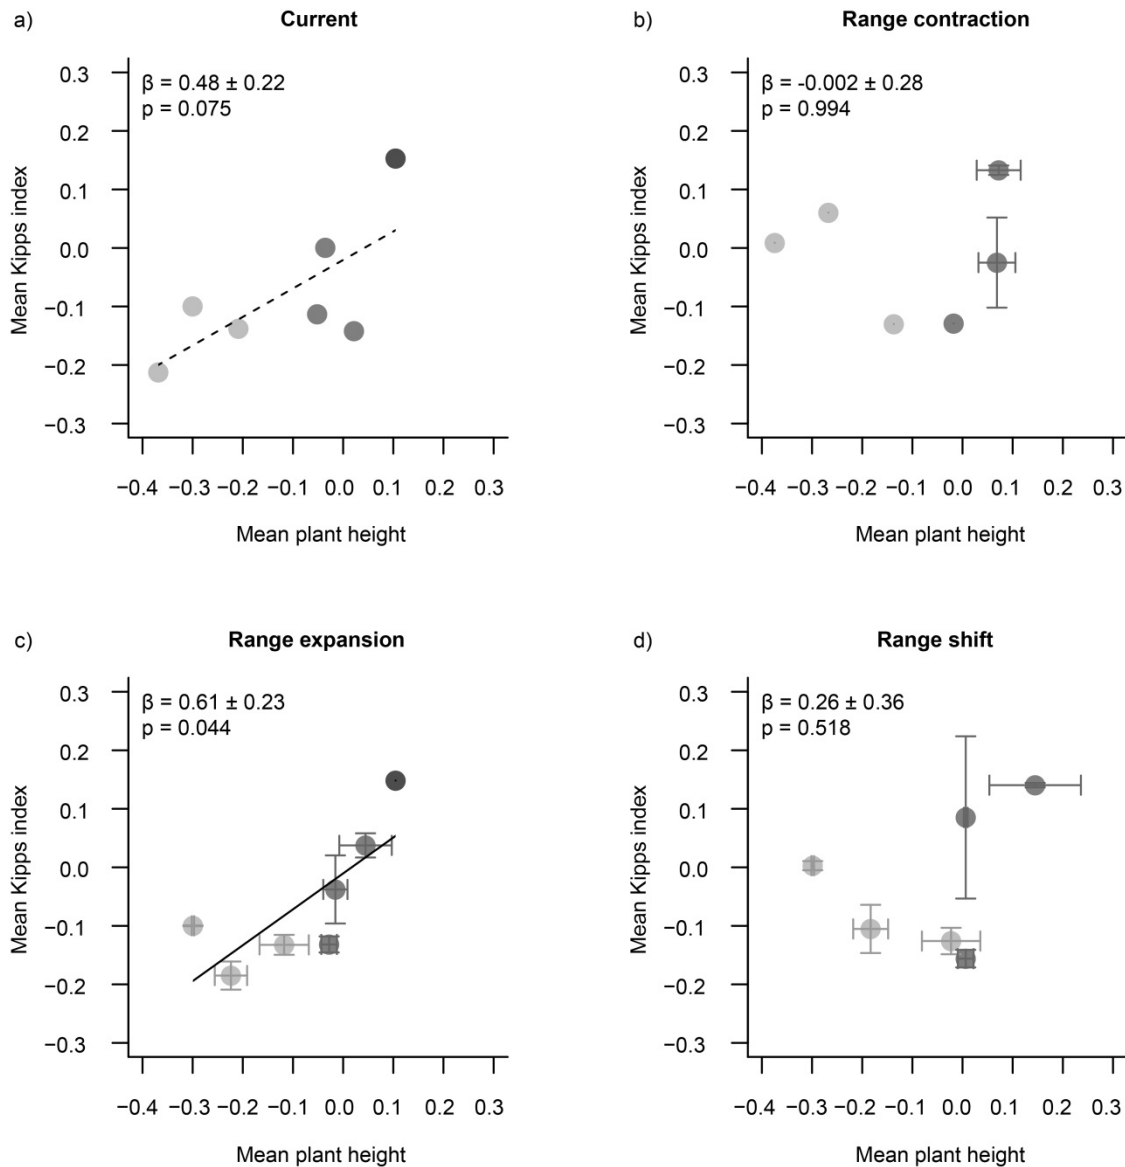 a) Current
β = 0.48 ± 0.22
p = 0.075
Mean Kipps index
0.3
0.2
0.1
0.0
−0.1
−0.2
−0.3
−0.4 −0.3 −0.2 −0.1 0.0 0.1 0.2 0.3
Mean plant height
b) Range contraction
β = -0.002 ± 0.28
p = 0.994
Mean Kipps index
0.3
0.2
0.1
0.0
−0.1
−0.2
−0.3
−0.4 −0.3 −0.2 −0.1 0.0 0.1 0.2 0.3
Mean plant height
c) Range expansion
β = 0.61 ± 0.23
p = 0.044
Mean Kipps index
0.3
0.2
0.1
0.0
−0.1
−0.2
−0.3
−0.4 −0.3 −0.2 −0.1 0.0 0.1 0.2 0.3
Mean plant height
d) Range shift
β = 0.26 ± 0.36
p = 0.518
Mean Kipps index
0.3
0.2
0.1
0.0
−0.1
−0.2
−0.3
−0.4 −0.3 −0.2 −0.1 0.0 0.1 0.2 0.3
Mean plant height